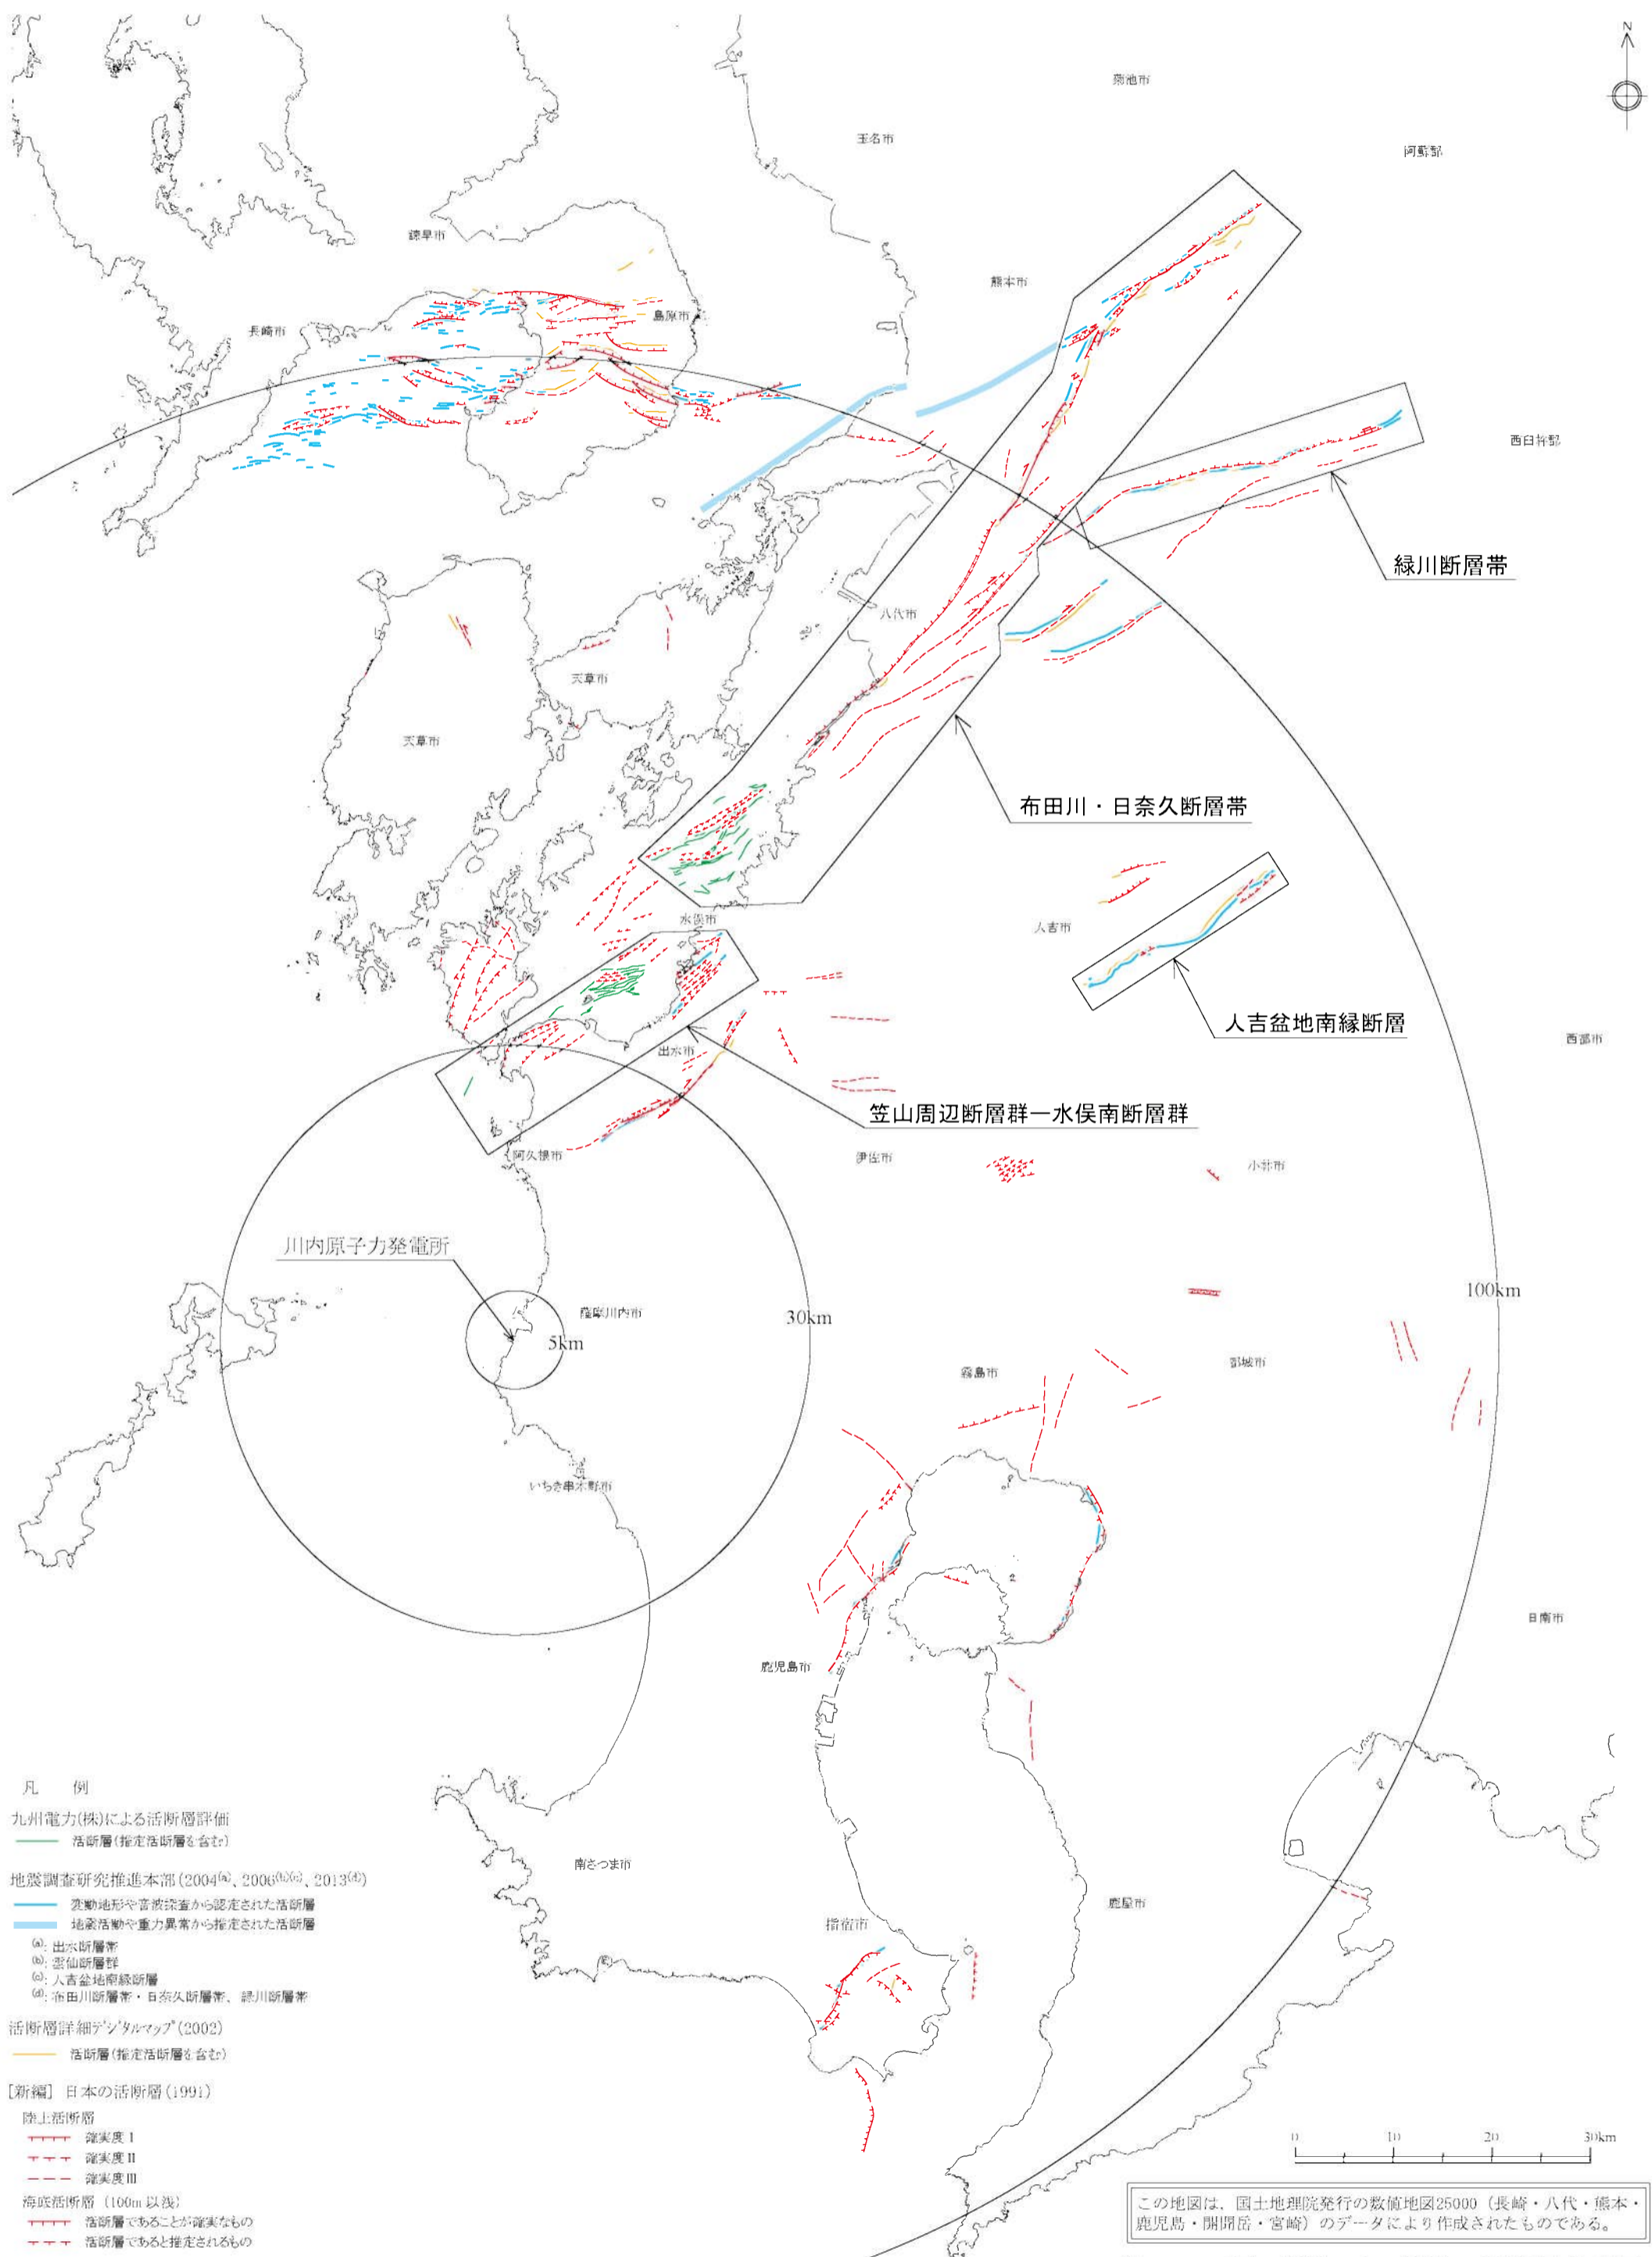 N
菊池市
玉名市
阿蘇郡
諫早市
熊本市
島原市
長崎市
西臼杵郡
緑川断層帯
八代市
天草市
天草市
布田川・日奈久断層帯
水俣市
人吉市
人吉盆地南縁断層
西都市
出水市
笠山周辺断層群－水俣南断層群
阿久根市
伊佐市
小林市
川内原子力発電所
100km
薩摩川内市
30km
5km
霧島市
都城市
いちき串木野市
日南市
鹿児島市
凡 例
九州電力(株)による活断層評価
活断層(推定活断層を含む)
南さつま市
地震調査研究推進本部(2004(a)、2006(b)(c)、2013(d))
変動地形や音波探査から認定された活断層
地震活動や重力異常から推定された活断層
鹿屋市
指宿市
(a): 出水断層帯
(b): 雲仙断層群
(c): 人吉盆地南縁断層
(d): 布田川断層帯・日奈久断層帯、緑川断層帯
活断層詳細デジタルマップ(2002)
活断層(推定活断層を含む)
[新編] 日本の活断層(1991)
陸上活断層
確実度Ⅰ
確実度Ⅱ
確実度Ⅲ
海底活断層 (100m以浅)
活断層であることが確実なもの
活断層であると推定されるもの
0 10 20 30km
この地図は、国土地理院発行の数値地図25000（長崎・八代・熊本・
鹿児島・開聞岳・宮崎）のデータにより作成されたものである。